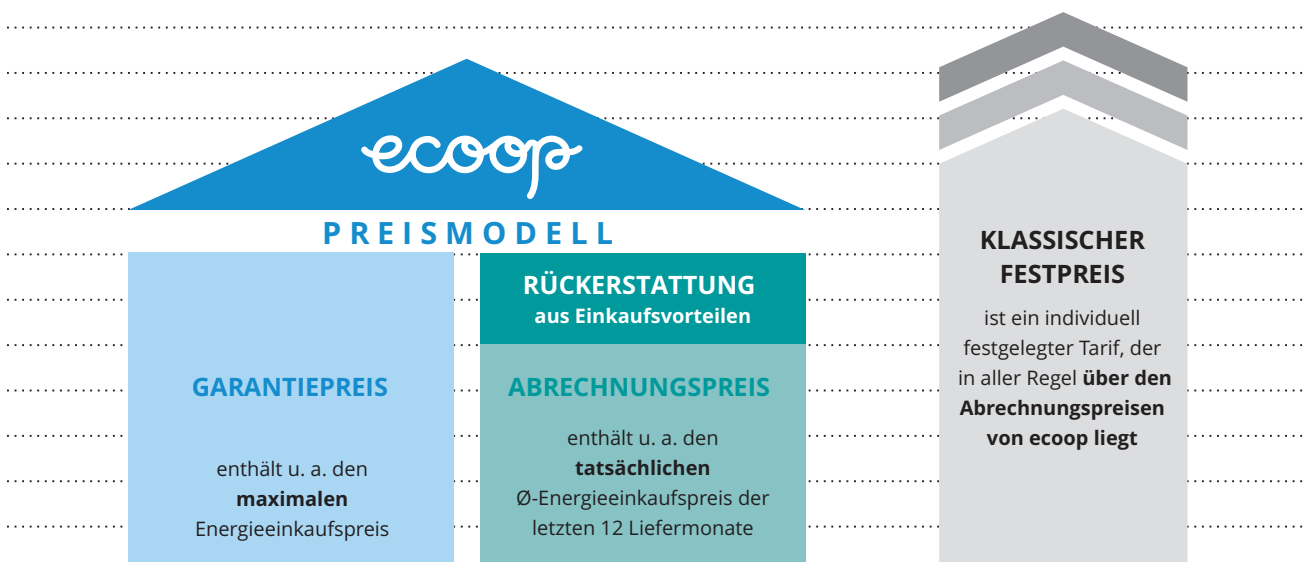 ecoop
PREISMODELL
GARANTIEPREIS
enthält u. a. den
maximalen
Energieeinkaufspreis
RÜCKERSTATTUNG
aus Einkaufsvorteilen
ABRECHNUNGSPREIS
enthält u. a. den
tatsächlichen
Ø-Energieeinkaufspreis der
letzten 12 Liefermonate
KLASSISCHER
FESTPREIS
ist ein individuell
festgelegter Tarif, der
in aller Regel über den
Abrechnungspreisen
von ecoop liegt